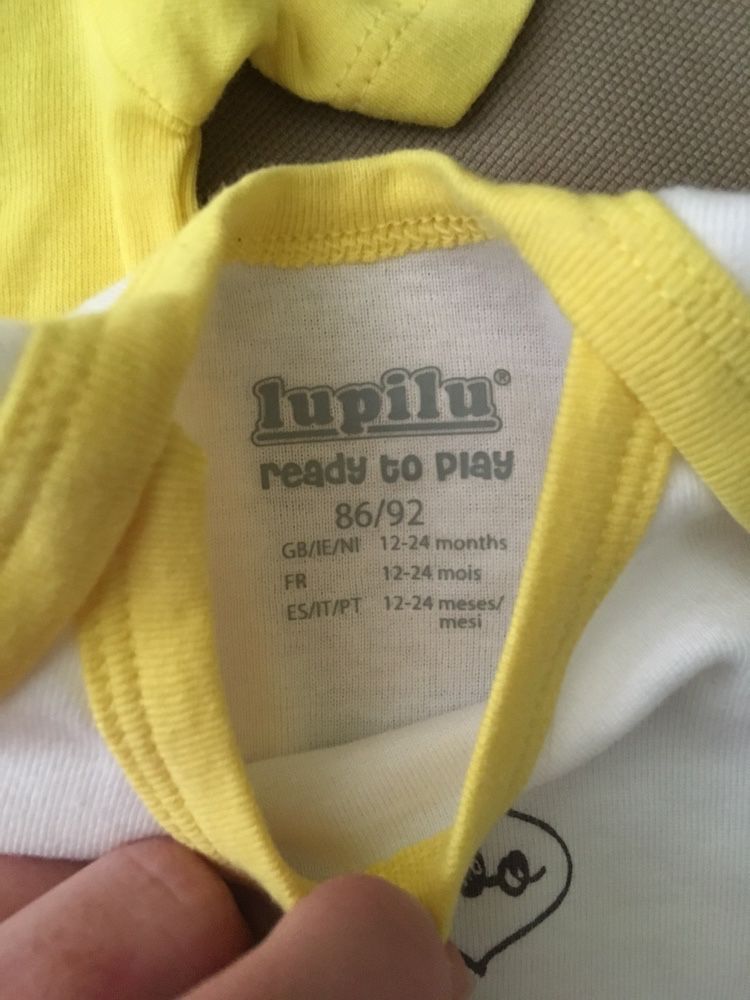 lupilu®
ready to play
86/92
GB/IE/NI 12-24 months
FR 12-24 mois
ES/IT/PT 12-24 meses/
mesi